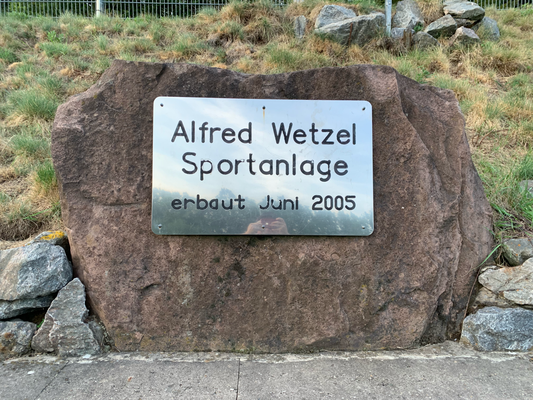 Alfred Wetzel
Sportanlage
erbaut Juni 2005